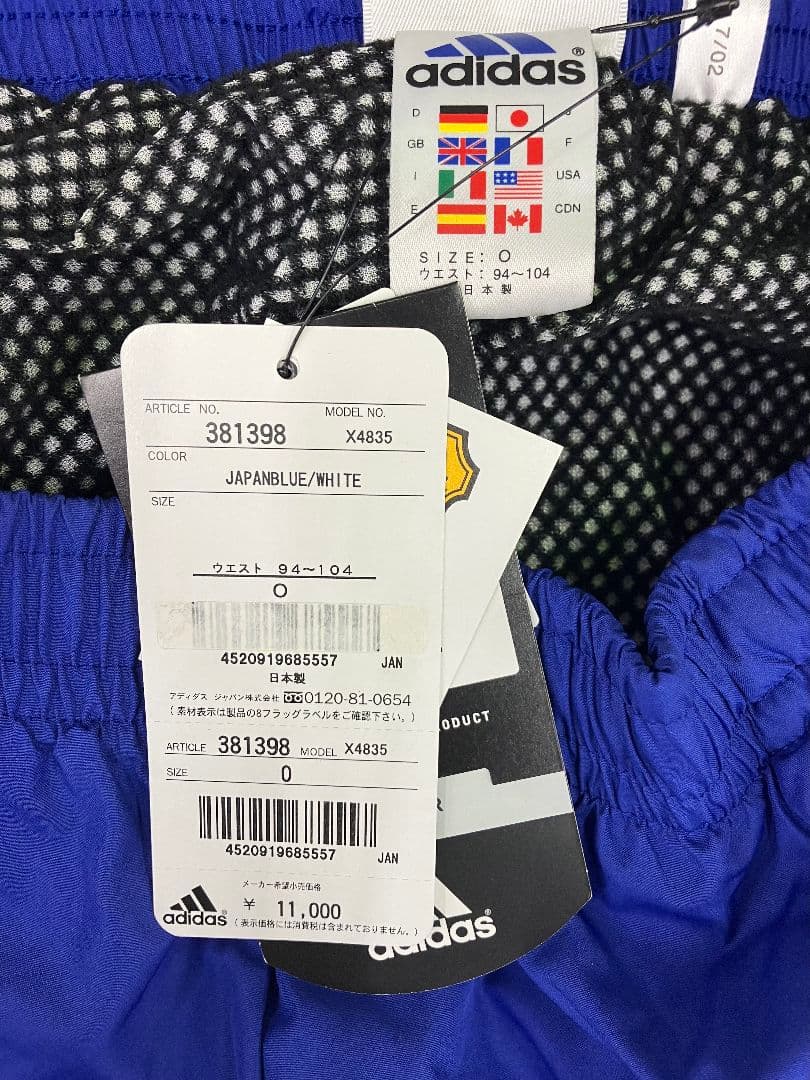 7/02
adidas®
D J
GB F
I USA
E CDN
SIZE: O
ウエスト: 94～104
日本製
ARTICLE NO. MODEL NO.
381398 X4835
COLOR
JAPANBLUE/WHITE
SIZE
ウエスト 94～104
O
4520919685557 JAN
日本製
アディダス ジャパン株式会社 0120-81-0654
(素材表示は製品の8フラッグラベルをご確認下さい。)
ARTICLE 381398 MODEL X4835
SIZE O
4520919685557 JAN
メーカー希望小売価格
¥ 11,000
adidas (表示価格には消費税は含まれておりません。)
RODUCT
R
adidas®